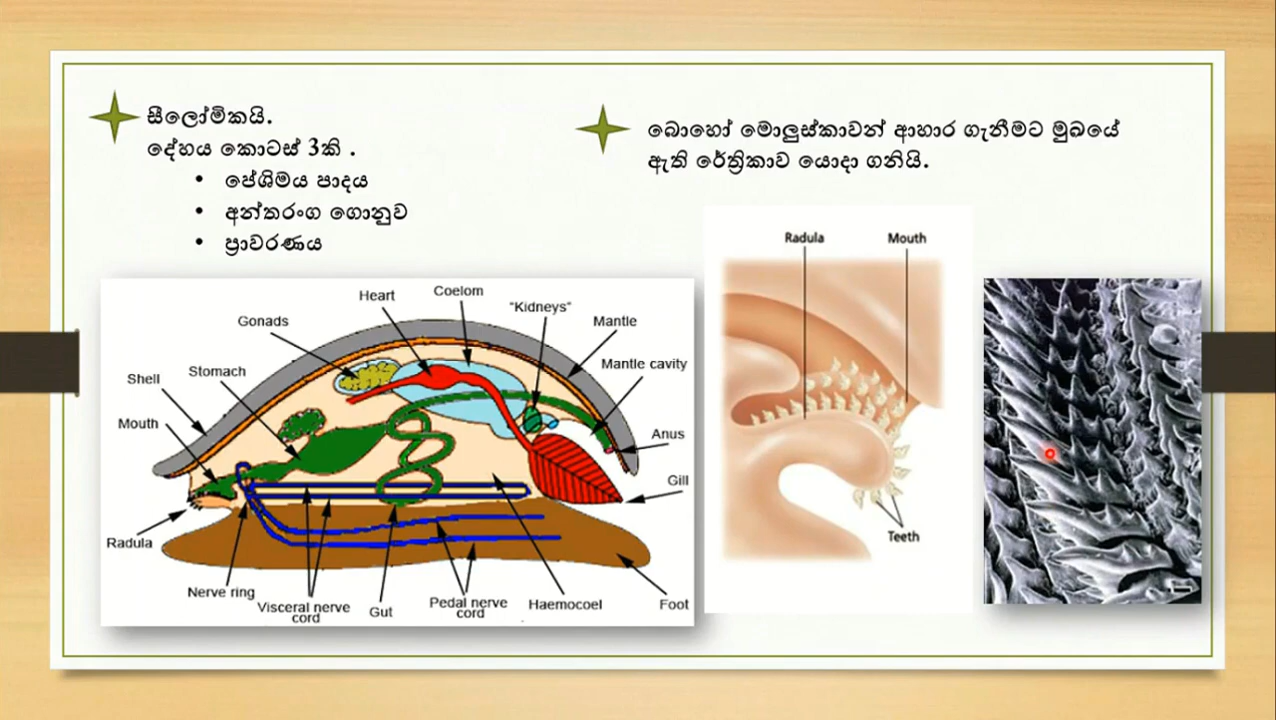 සීලෝමිකයි.
දේහය කොටස් 3කි .
• පේශිමය පාදය
• අන්තරංග ගොනුව
• ප්‍රාවරණය
බොහෝ මොලුස්කාවන් ආහාර ගැනීමට මුඛයේ
ඇති රේත්‍රිකාව යොදා ගනියි.
Heart
Coelom
"Kidneys"
Gonads
Mantle
Stomach
Mantle cavity
Shell
Mouth
Anus
Gill
Radula
Nerve ring
Visceral nerve
cord
Gut
Pedal nerve
cord
Haemocoel
Foot
Radula
Mouth
Teeth